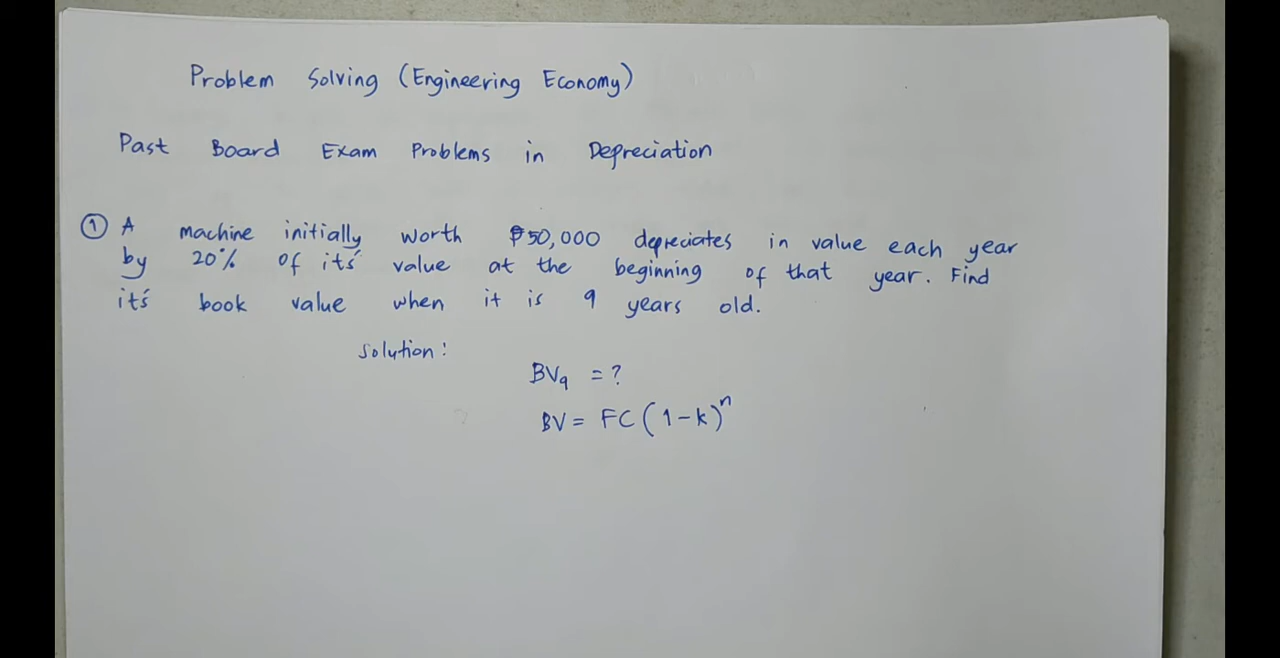 Problem Solving (Engineering Economy)
Past Board Exam Problems in Depreciation
① A machine initially worth ₱50,000 depreciates in value each year
by 20% of it's value at the beginning of that year. Find
it's book value when it is 9 years old.
Solution:
BV₉ = ?
BV = FC(1-k)ⁿ